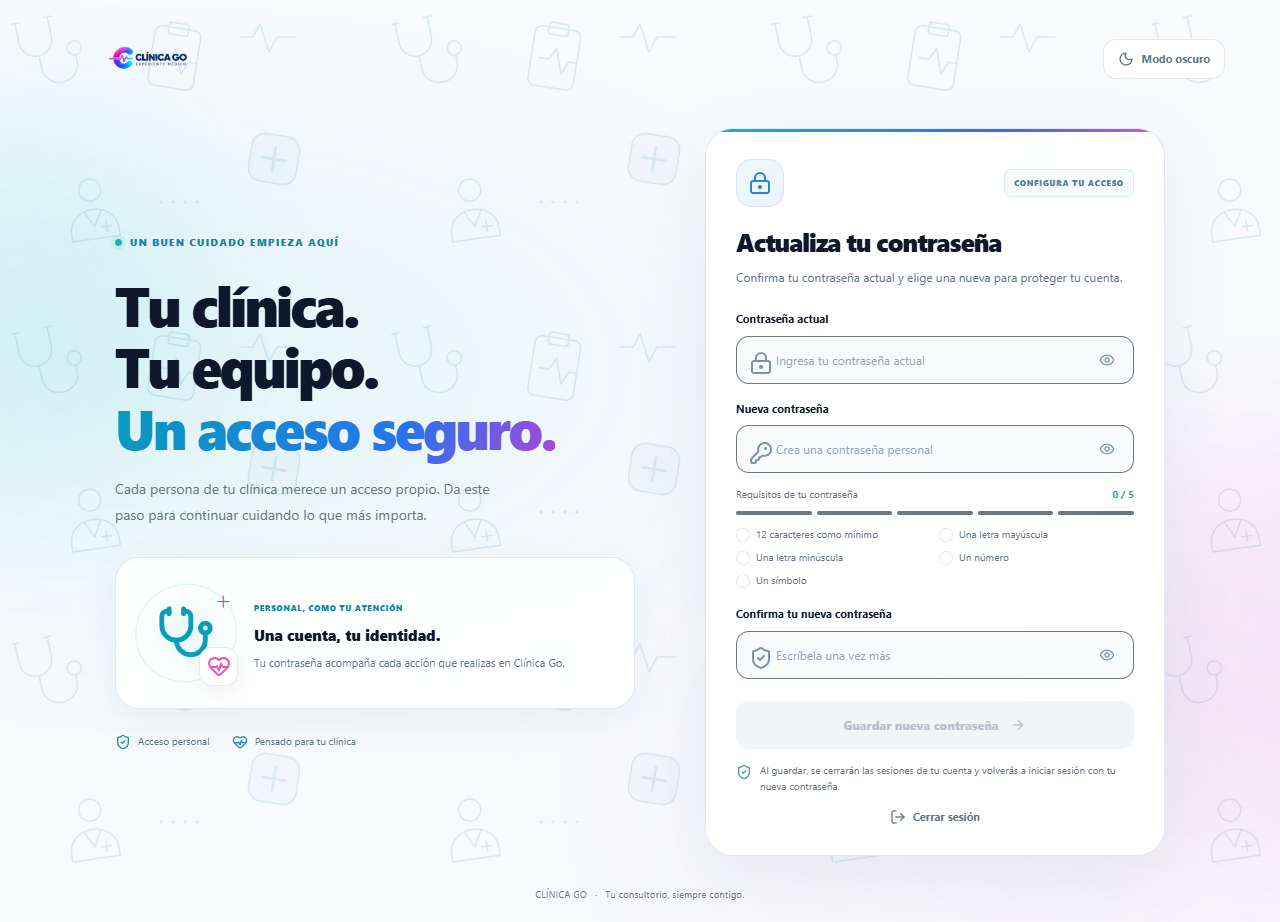 CLÍNICA GO
EXPEDIENTE MÉDICO
Modo oscuro
UN BUEN CUIDADO EMPIEZA AQUÍ
Tu clínica.
Tu equipo.
Un acceso seguro.
Cada persona de tu clínica merece un acceso propio. Da este
paso para continuar cuidando lo que más importa.
PERSONAL, COMO TU ATENCIÓN
Una cuenta, tu identidad.
Tu contraseña acompaña cada acción que realizas en Clínica Go.
Acceso personal
Pensado para tu clínica
CONFIGURA TU ACCESO
Actualiza tu contraseña
Confirma tu contraseña actual y elige una nueva para proteger tu cuenta.
Contraseña actual
Ingresa tu contraseña actual
Nueva contraseña
Crea una contraseña personal
Requisitos de tu contraseña 0 / 5
12 caracteres como mínimo
Una letra mayúscula
Una letra minúscula
Un número
Un símbolo
Confirma tu nueva contraseña
Escríbela una vez más
Guardar nueva contraseña
Al guardar, se cerrarán las sesiones de tu cuenta y volverás a iniciar sesión con tu
nueva contraseña.
Cerrar sesión
CLÍNICA GO · Tu consultorio, siempre contigo.